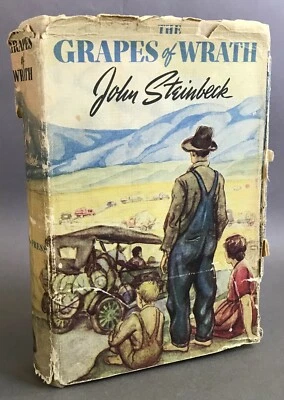 THE
GRAPES of WRATH
John Steinbeck
GRAPES
of
WRATH